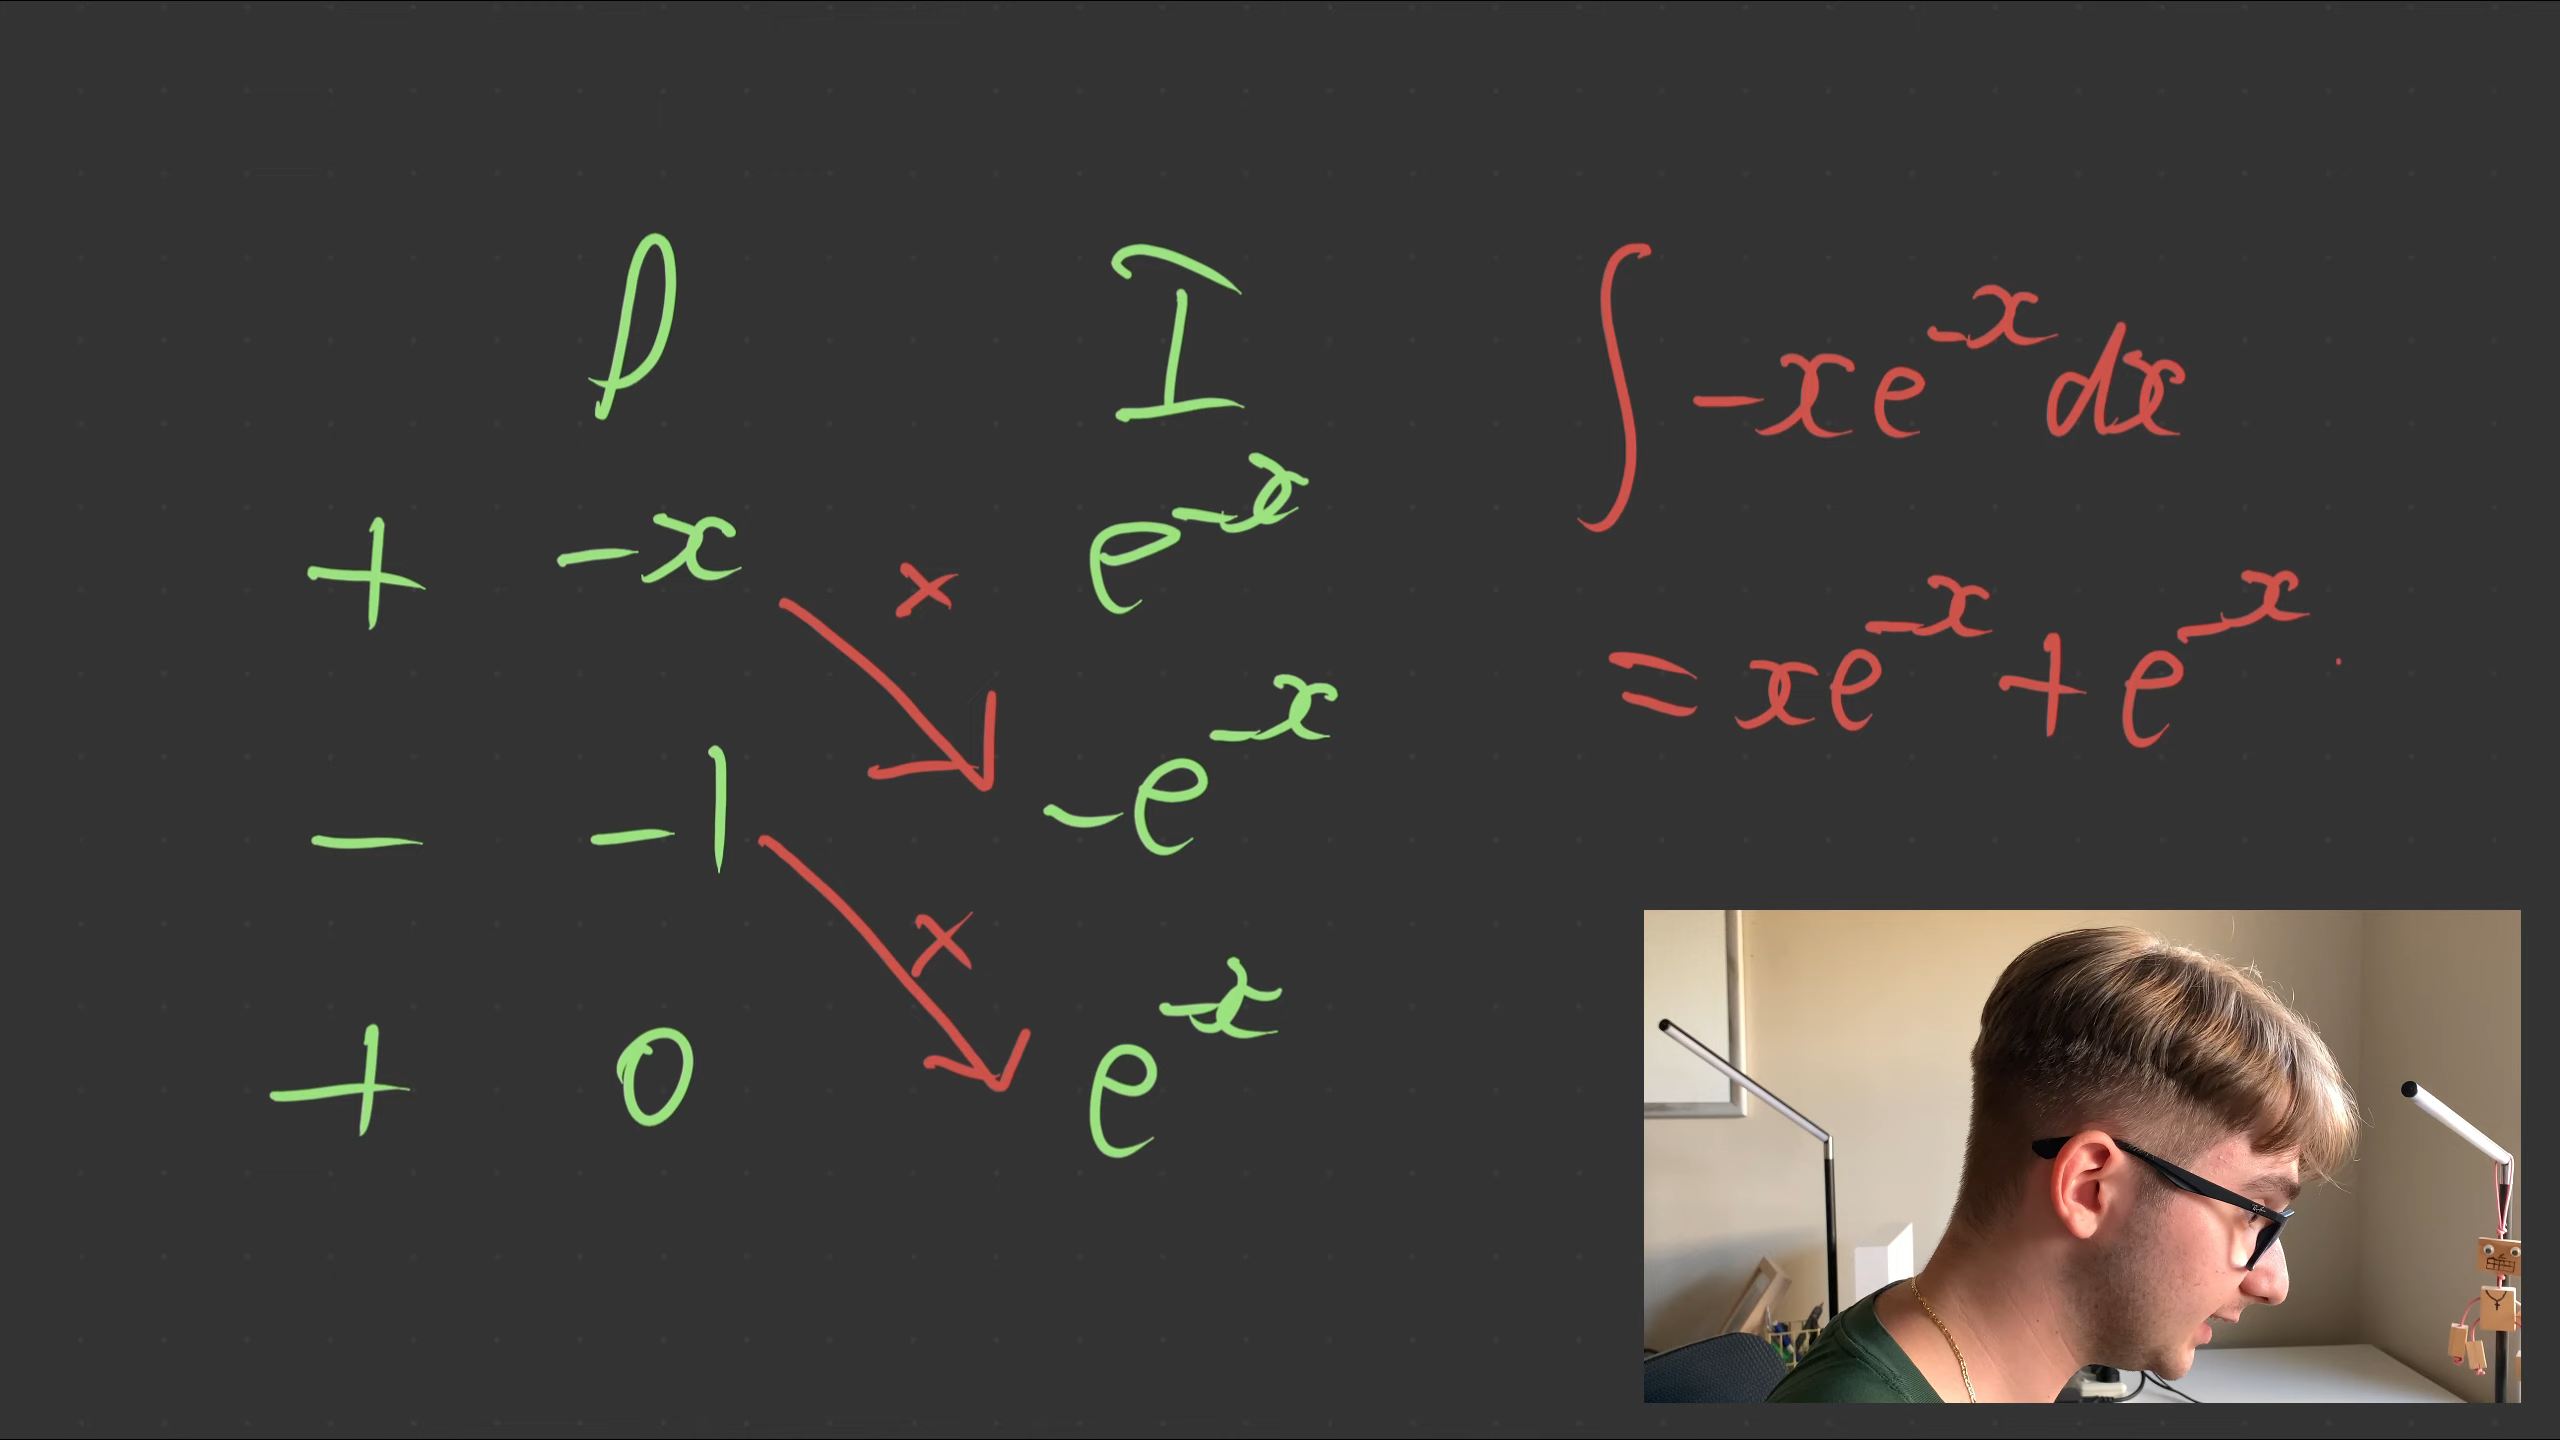 D I
+ -x × e^{-x}
- -1 -e^{-x}
×
+ 0 e^{-x}
∫ -xe^{-x} dx
= xe^{-x} + e^{-x}